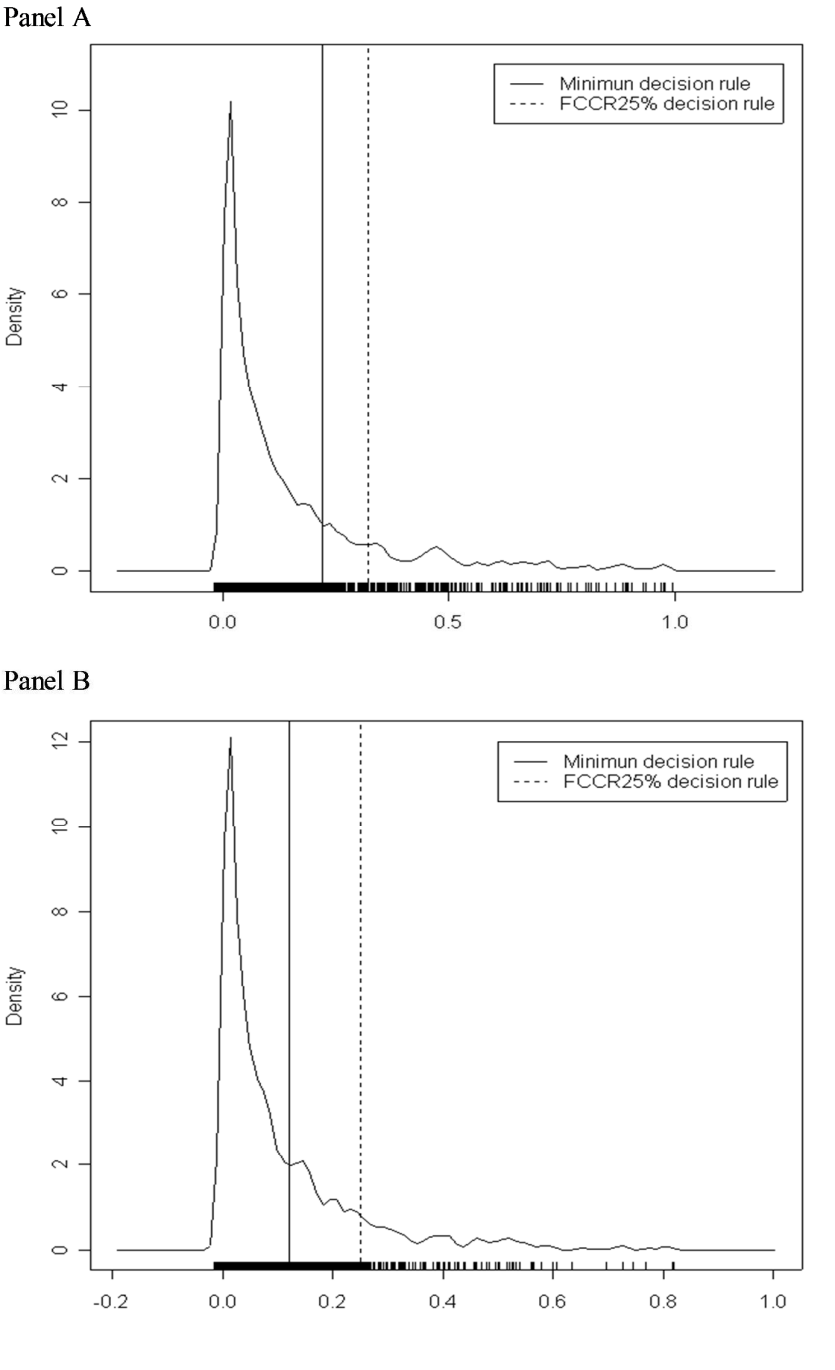 Panel A
Minimun decision rule
FCCR25% decision rule
Density
10
8
6
4
2
0
0.0 0.5 1.0
Panel B
Minimun decision rule
FCCR25% decision rule
Density
12
10
8
6
4
2
0
-0.2 0.0 0.2 0.4 0.6 0.8 1.0